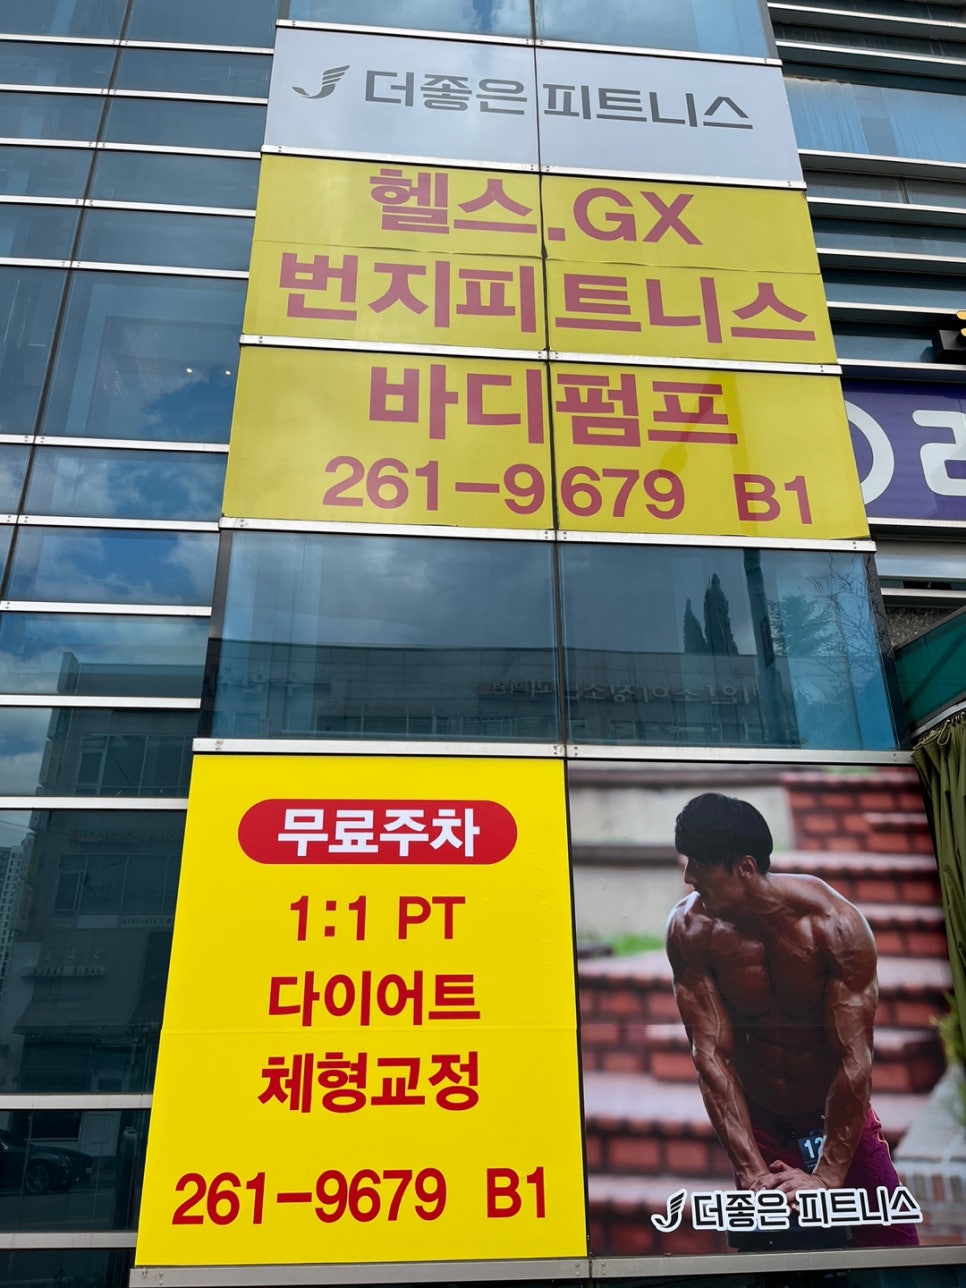 더좋은 피트니스
헬스.GX
번지피트니스
바디펌프
261-9679 B1
무료주차
1:1 PT
다이어트
체형교정
261-9679 B1
12
더좋은 피트니스